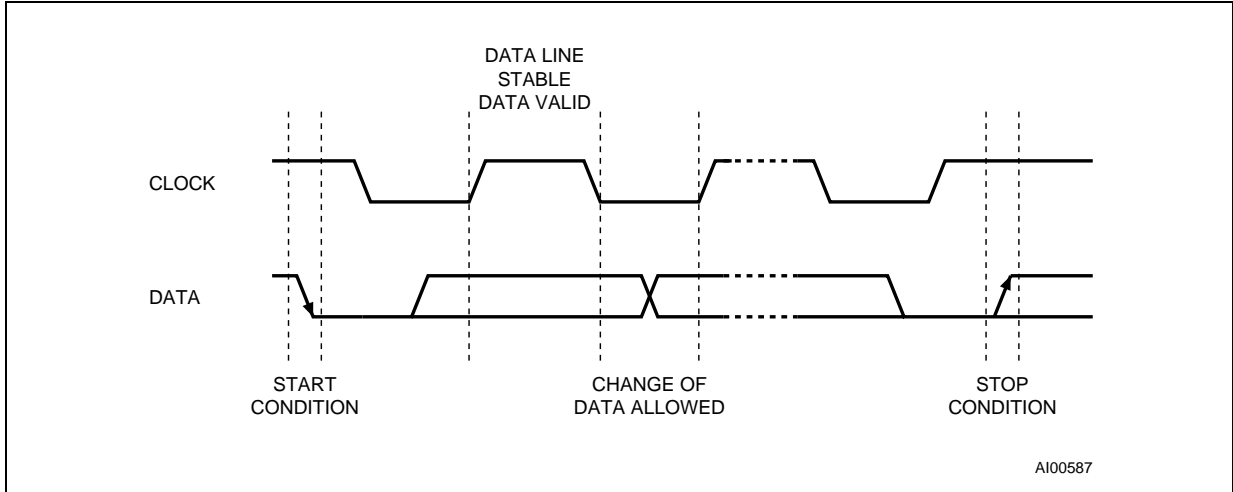 DATA LINE
STABLE
DATA VALID
CLOCK
DATA
START
CONDITION
CHANGE OF
DATA ALLOWED
STOP
CONDITION
AI00587